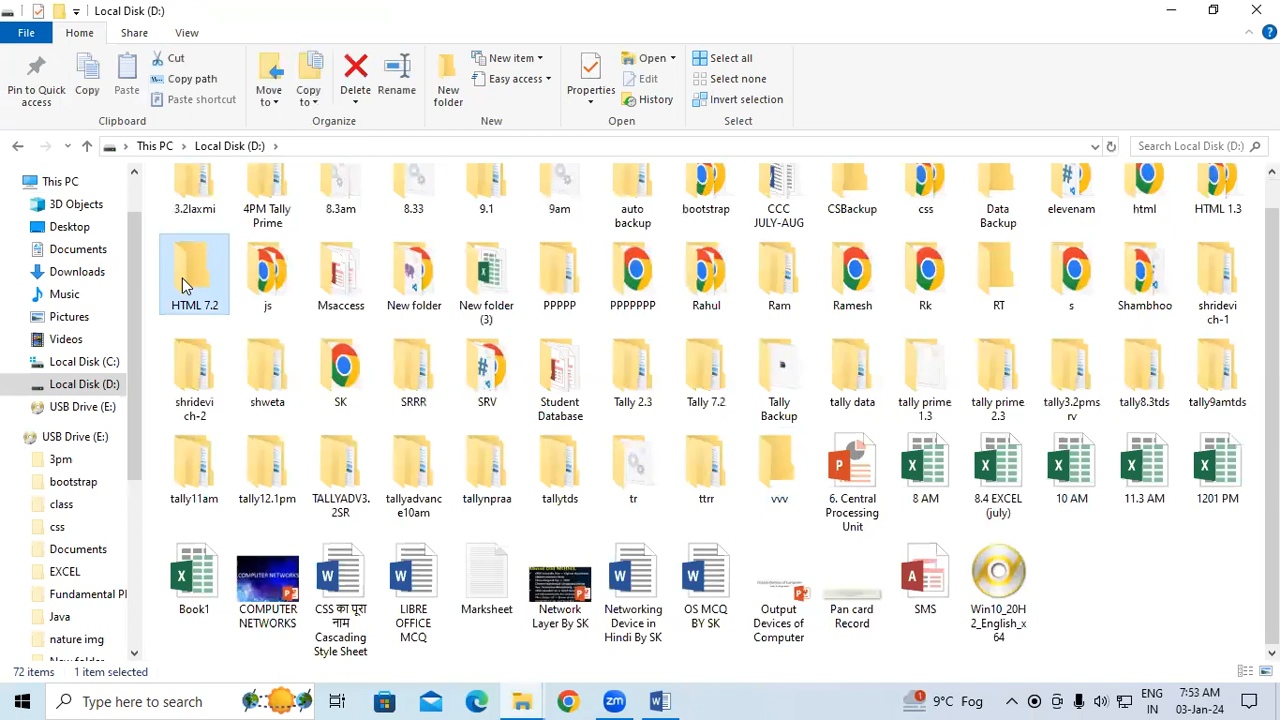 Local Disk (D:)
File
Home
Share
View
Pin to Quick
access
Copy
Paste
Cut
Copy path
Paste shortcut
Clipboard
Move
to
Copy
to
Delete
Rename
Organize
New
folder
New item
Easy access
New
Properties
Open
Edit
History
Open
Select all
Select none
Invert selection
Select
This PC
Local Disk (D:)
Search Local Disk (D:)
This PC
3D Objects
Desktop
Documents
Downloads
Music
Pictures
Videos
Local Disk (C:)
Local Disk (D:)
USB Drive (E:)
USB Drive (E:)
3pm
bootstrap
class
css
Documents
EXCEL
Fundamental P
Java
nature img
3.2laxmi
4PM Tally
Prime
8.3am
8.33
9.1
9am
auto
backup
bootstrap
CCC
JULY-AUG
CSBackup
css
Data
Backup
elevenam
html
HTML 1.3
HTML 7.2
js
Msaccess
New folder
New folder
(3)
PPPPP
PPPPPPP
Rahul
Ram
Ramesh
Rk
RT
s
Shambhoo
shridevi
ch-1
shridevi
ch-2
shweta
SK
SRRR
SRV
Student
Database
Tally 2.3
Tally 7.2
Tally
Backup
tally data
tally prime
1.3
tally prime
2.3
tally3.2pms
rv
tally8.3tds
tally9amtds
tally11am
tally12.1pm
TALLYADV3.
2SR
tallyadvanc
e10am
tallynpraa
tallytds
tr
ttrr
vvv
6. Central
Processing
Unit
8 AM
8.4 EXCEL
(july)
10 AM
11.3 AM
1201 PM
Book1
COMPUTER NETWORKS
COMPUTER
NETWORKS
CSS का पूरा
नाम
Cascading
Style Sheet
LIBRE
OFFICE
MCQ
Marksheet
Network
Layer By SK
Networking
Device in
Hindi By SK
OS MCQ
BY SK
Output
Devices of
Computer
Pan card
Record
SMS
Win10_20H
2_English_x
64
72 items
1 item selected
Type here to search
9°C Fog
ENG
IN
7:53 AM
03-Jan-24